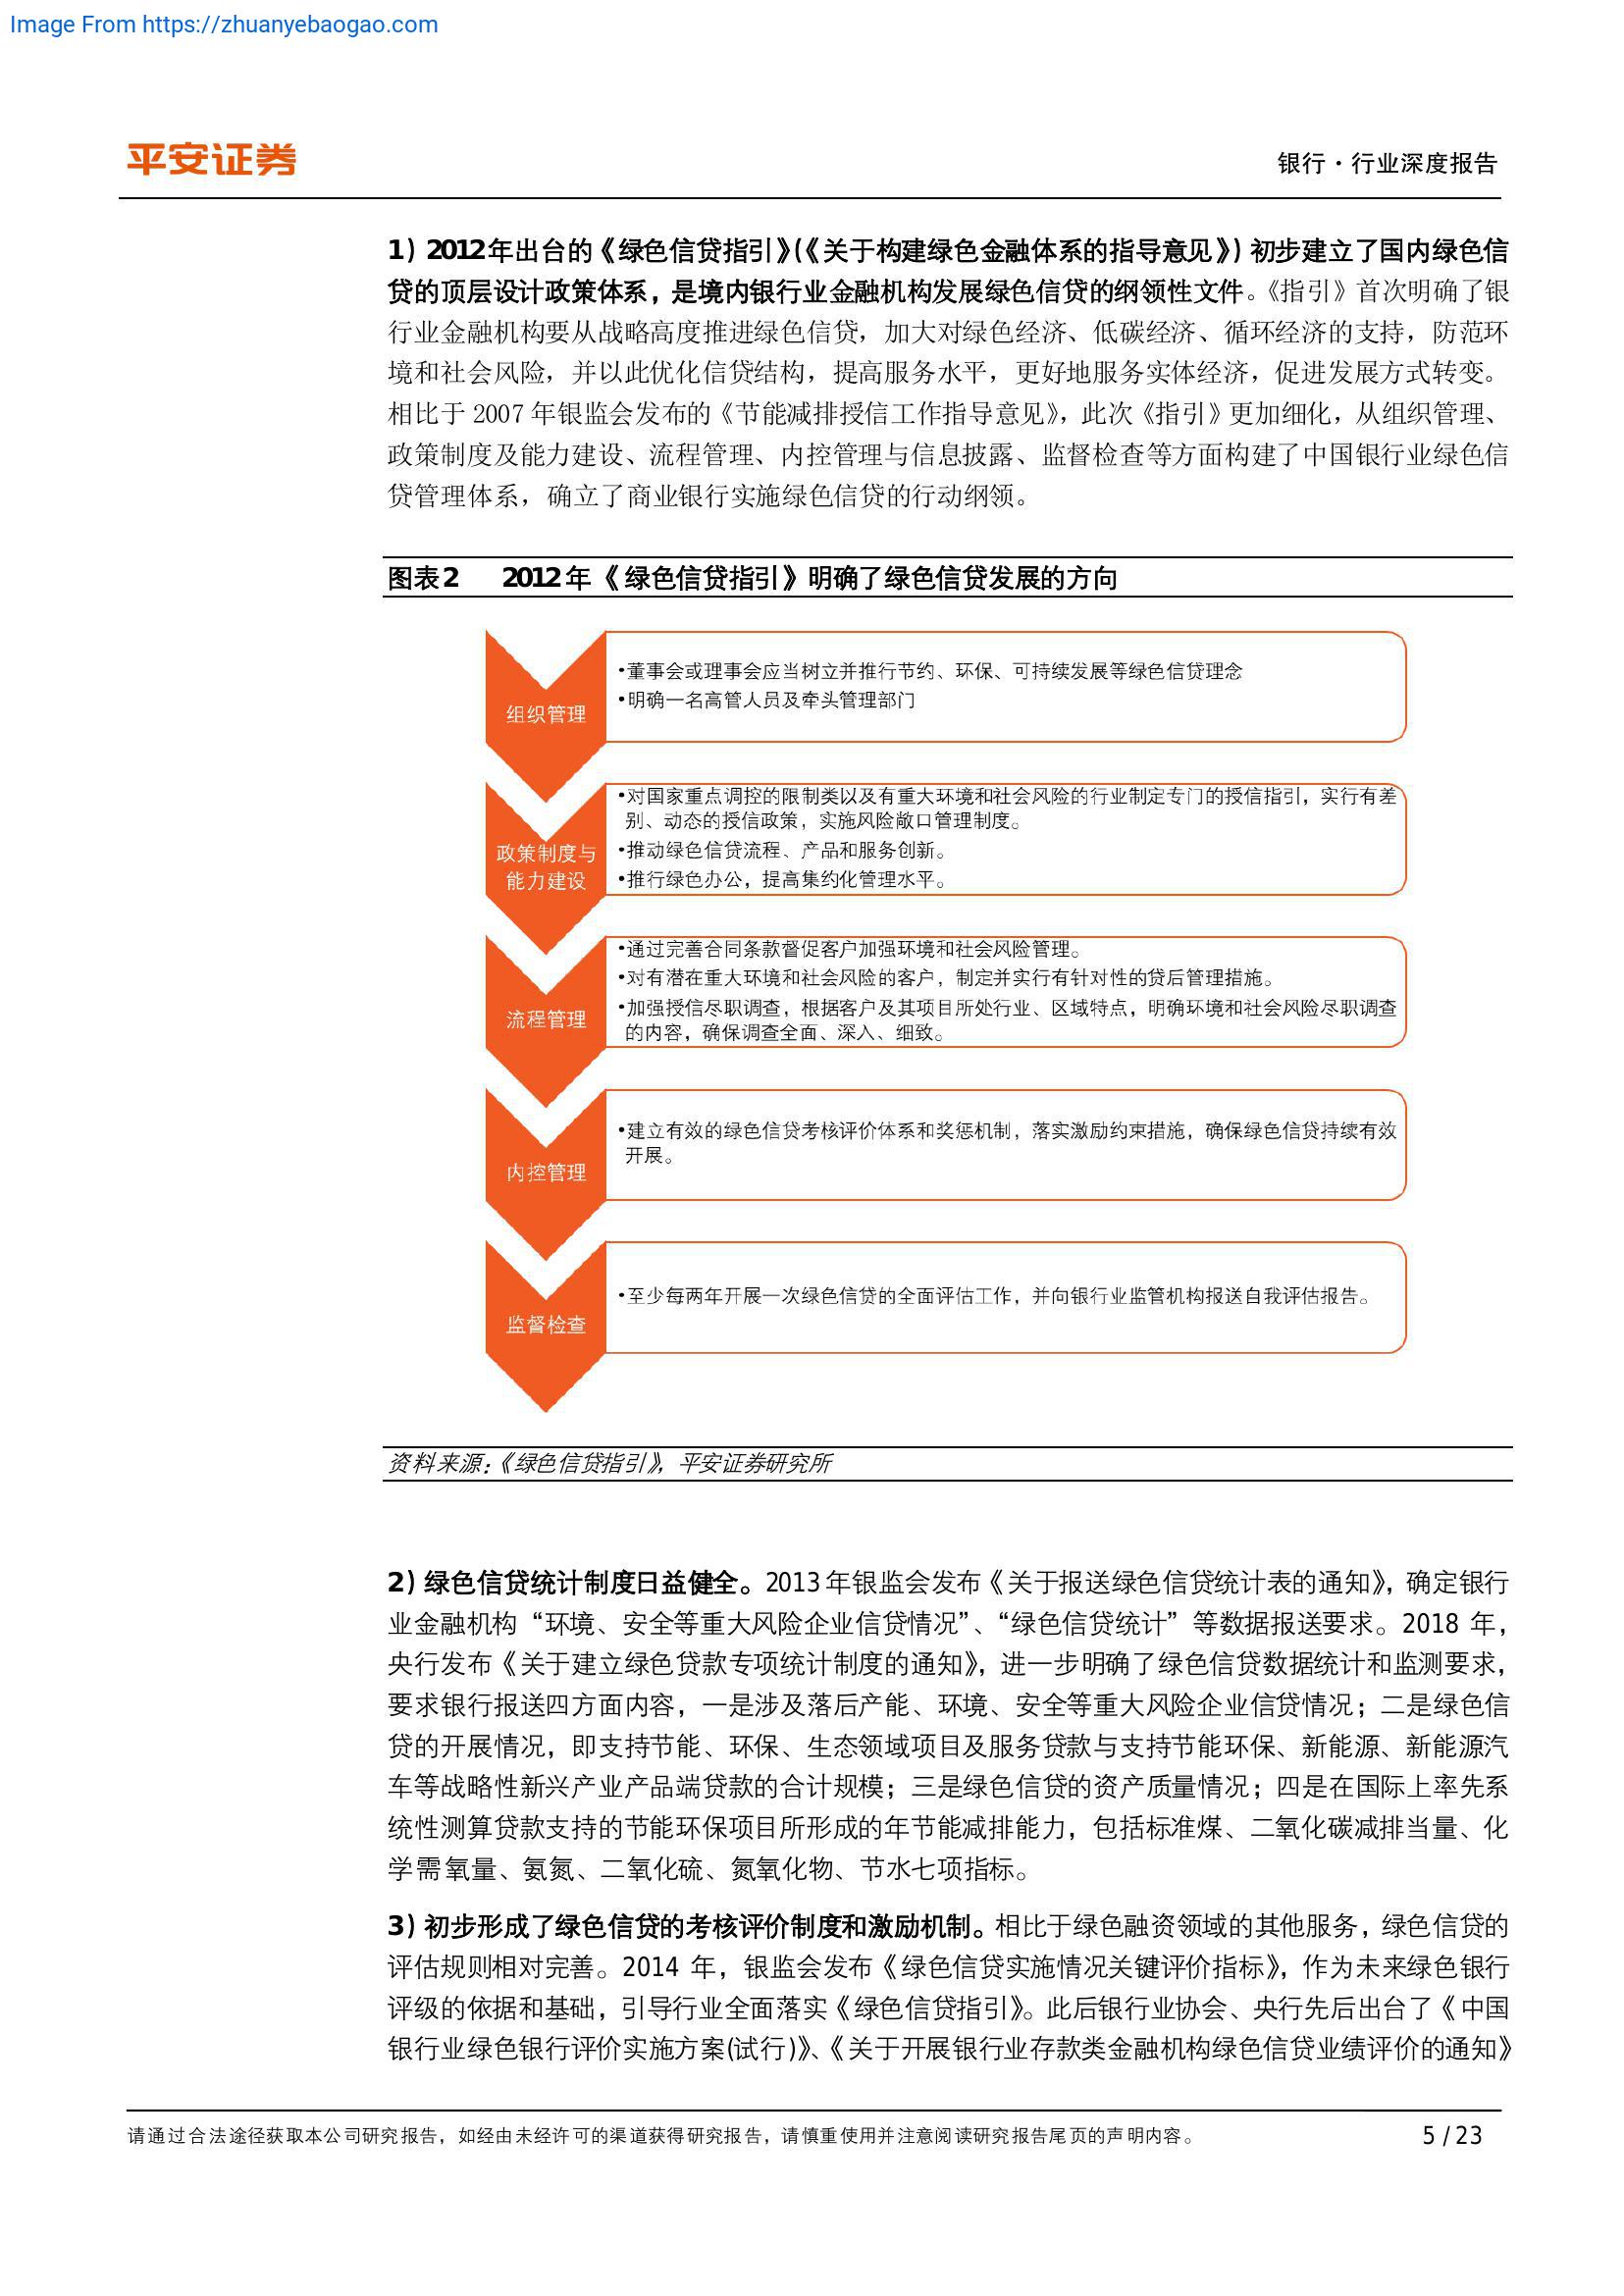 Image From https://zhuanyebaogao.com
平安证券
银行·行业深度报告
1）2012年出台的《绿色信贷指引》(《关于构建绿色金融体系的指导意见》) 初步建立了国内绿色信
贷的顶层设计政策体系，是境内银行业金融机构发展绿色信贷的纲领性文件。《指引》首次明确了银
行业金融机构要从战略高度推进绿色信贷，加大对绿色经济、低碳经济、循环经济的支持，防范环
境和社会风险，并以此优化信贷结构，提高服务水平，更好地服务实体经济，促进发展方式转变。
相比于 2007 年银监会发布的《节能减排授信工作指导意见》，此次《指引》更加细化，从组织管理、
政策制度及能力建设、流程管理、内控管理与信息披露、监督检查等方面构建了中国银行业绿色信
贷管理体系，确立了商业银行实施绿色信贷的行动纲领。
图表2 2012年《绿色信贷指引》明确了绿色信贷发展的方向
组织管理
•董事会或理事会应当树立并推行节约、环保、可持续发展等绿色信贷理念
•明确一名高管人员及牵头管理部门
政策制度与
能力建设
•对国家重点调控的限制类以及有重大环境和社会风险的行业制定专门的授信指引，实行有差
别、动态的授信政策，实施风险敞口管理制度。
•推动绿色信贷流程、产品和服务创新。
•推行绿色办公，提高集约化管理水平。
流程管理
•通过完善合同条款督促客户加强环境和社会风险管理。
•对有潜在重大环境和社会风险的客户，制定并实行有针对性的贷后管理措施。
•加强授信尽职调查，根据客户及其项目所处行业、区域特点，明确环境和社会风险尽职调查
的内容，确保调查全面、深入、细致。
内控管理
•建立有效的绿色信贷考核评价体系和奖惩机制，落实激励约束措施，确保绿色信贷持续有效
开展。
监督检查
•至少每两年开展一次绿色信贷的全面评估工作，并向银行业监管机构报送自我评估报告。
资料来源：《绿色信贷指引》，平安证券研究所
2）绿色信贷统计制度日益健全。2013年银监会发布《关于报送绿色信贷统计表的通知》，确定银行
业金融机构“环境、安全等重大风险企业信贷情况”、“绿色信贷统计”等数据报送要求。2018 年，
央行发布《关于建立绿色贷款专项统计制度的通知》，进一步明确了绿色信贷数据统计和监测要求，
要求银行报送四方面内容，一是涉及落后产能、环境、安全等重大风险企业信贷情况；二是绿色信
贷的开展情况，即支持节能、环保、生态领域项目及服务贷款与支持节能环保、新能源、新能源汽
车等战略性新兴产业产品端贷款的合计规模；三是绿色信贷的资产质量情况；四是在国际上率先系
统性测算贷款支持的节能环保项目所形成的年节能减排能力，包括标准煤、二氧化碳减排当量、化
学需氧量、氨氮、二氧化硫、氮氧化物、节水七项指标。
3）初步形成了绿色信贷的考核评价制度和激励机制。相比于绿色融资领域的其他服务，绿色信贷的
评估规则相对完善。2014 年，银监会发布《绿色信贷实施情况关键评价指标》，作为未来绿色银行
评级的依据和基础，引导行业全面落实《绿色信贷指引》。此后银行业协会、央行先后出台了《中国
银行业绿色银行评价实施方案(试行)》、《关于开展银行业存款类金融机构绿色信贷业绩评价的通知》
请通过合法途径获取本公司研究报告，如经由未经许可的渠道获得研究报告，请慎重使用并注意阅读研究报告尾页的声明内容。
5 / 23